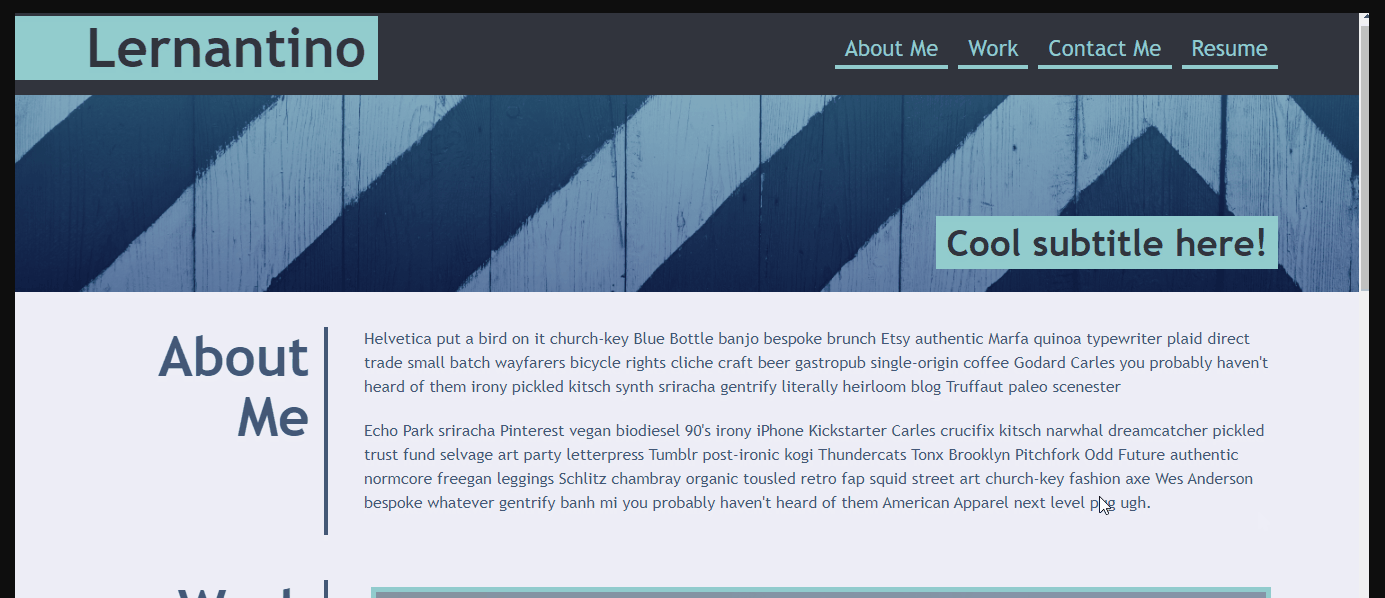 Lernantino
About Me Work Contact Me Resume
Cool subtitle here!
About
Me
Helvetica put a bird on it church-key Blue Bottle banjo bespoke brunch Etsy authentic Marfa quinoa typewriter plaid direct
trade small batch wayfarers bicycle rights cliche craft beer gastropub single-origin coffee Godard Carles you probably haven't
heard of them irony pickled kitsch synth sriracha gentrify literally heirloom blog Truffaut paleo scenester
Echo Park sriracha Pinterest vegan biodiesel 90's irony iPhone Kickstarter Carles crucifix kitsch narwhal dreamcatcher pickled
trust fund selvage art party letterpress Tumblr post-ironic kogi Thundercats Tonx Brooklyn Pitchfork Odd Future authentic
normcore freegan leggings Schlitz chambray organic tousled retro fap squid street art church-key fashion axe Wes Anderson
bespoke whatever gentrify banh mi you probably haven't heard of them American Apparel next level pug ugh.
Work